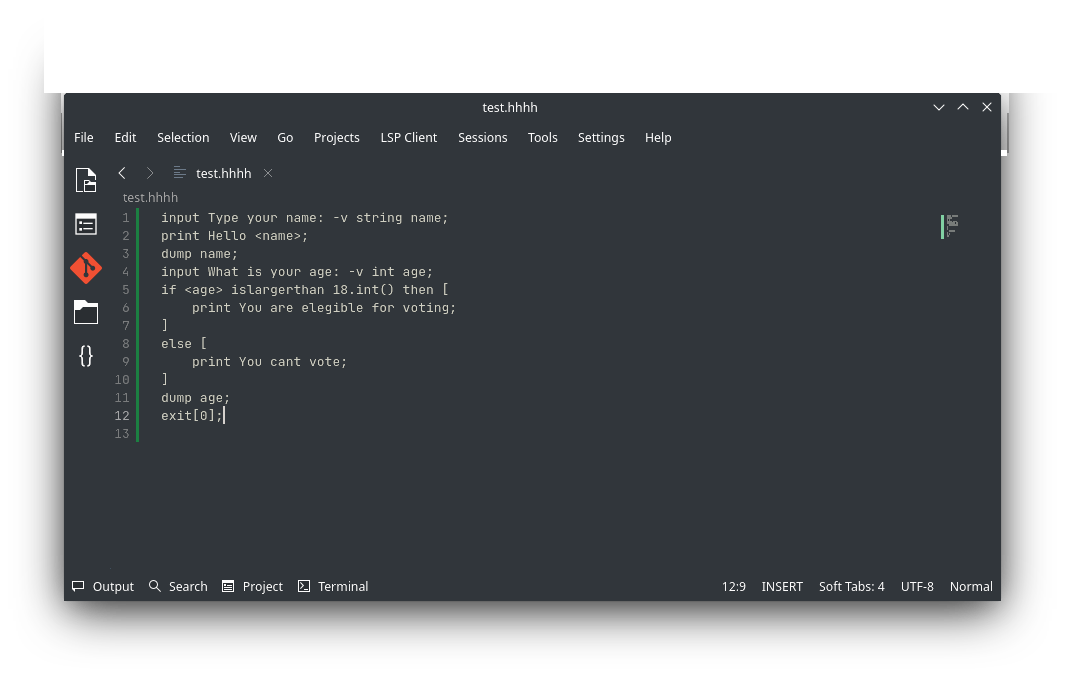 test.hhhh
File Edit Selection View Go Projects LSP Client Sessions Tools Settings Help
test.hhhh
test.hhhh
1 input Type your name: -v string name;
2 print Hello <name>;
3 dump name;
4 input What is your age: -v int age;
5 if <age> islargerthan 18.int() then [
6     print You are elegible for voting;
7 ]
8 else [
9     print You cant vote;
10 ]
11 dump age;
12 exit[0];
13
Output Search Project Terminal 12:9 INSERT Soft Tabs: 4 UTF-8 Normal